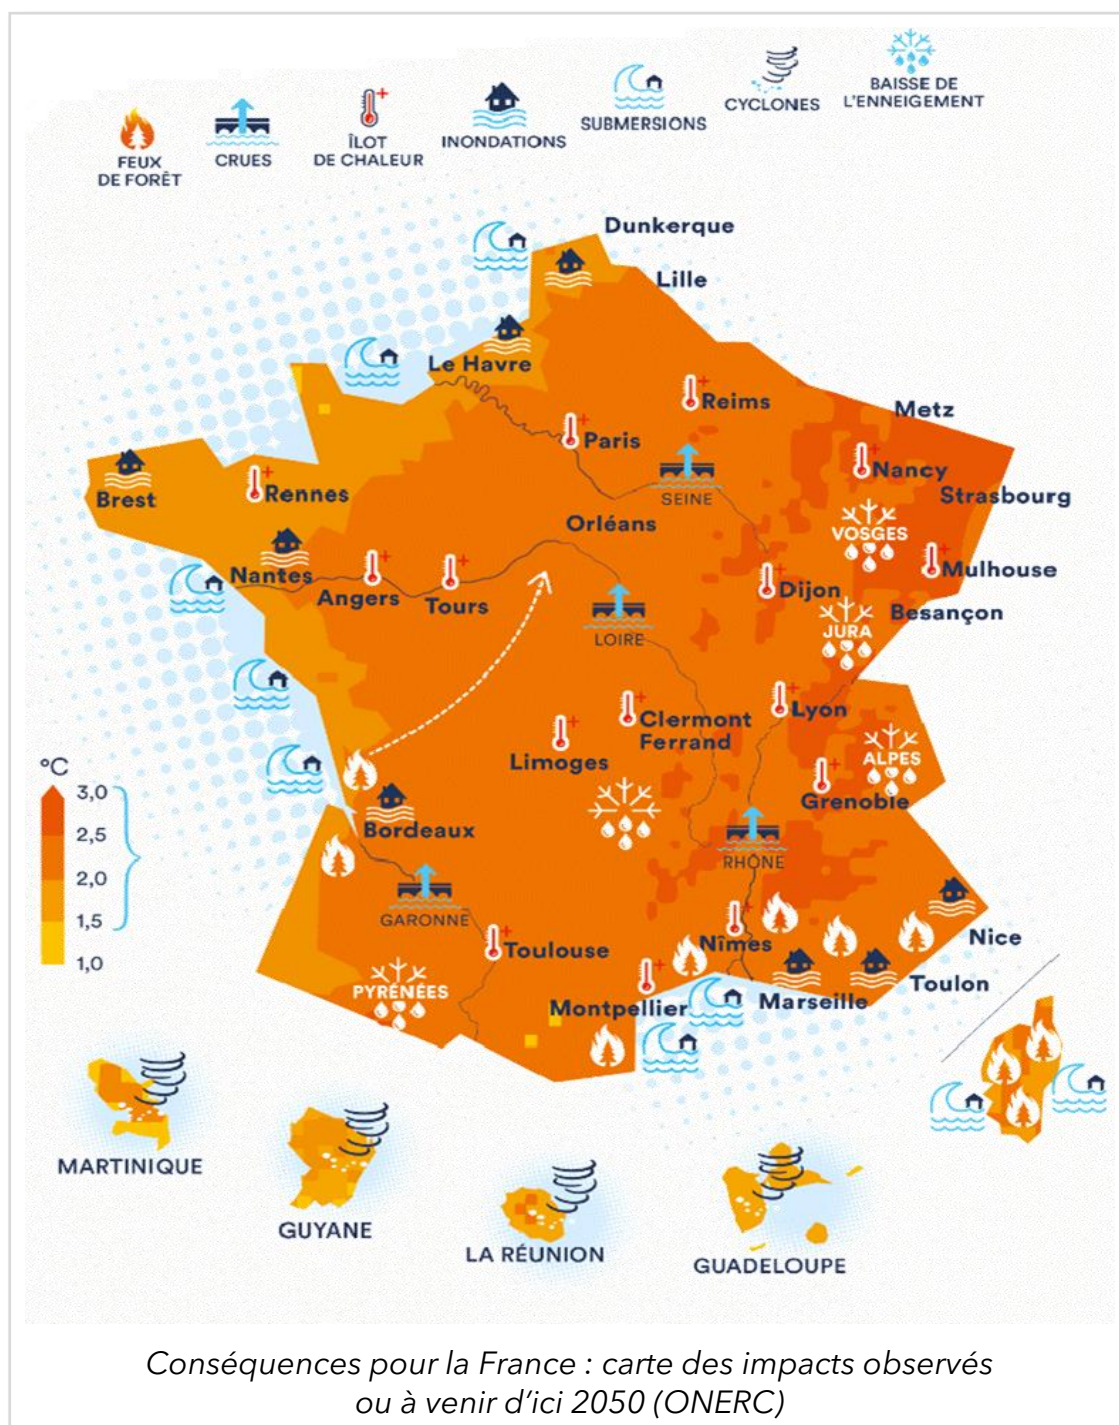 FEUX
DE FORÊT
CRUES
ÎLOT
DE CHALEUR
INONDATIONS
SUBMERSIONS
CYCLONES
BAISSE DE
L'ENNEIGEMENT
Dunkerque
Lille
Le Havre
Reims
Metz
Paris
Nancy
Brest
Rennes
SEINE
Strasbourg
Orléans
VOSGES
Nantes
Mulhouse
Angers
Tours
Dijon
Besançon
LOIRE
JURA
Lyon
Clermont
Ferrand
Limoges
ALPES
°C
3,0
2,5
2,0
1,5
1,0
Grenoble
Bordeaux
RHÔNE
GARONNE
Nîmes
Nice
Toulouse
Toulon
PYRÉNÉES
Montpellier
Marseille
MARTINIQUE
GUYANE
LA RÉUNION
GUADELOUPE
Conséquences pour la France : carte des impacts observés
ou à venir d’ici 2050 (ONERC)